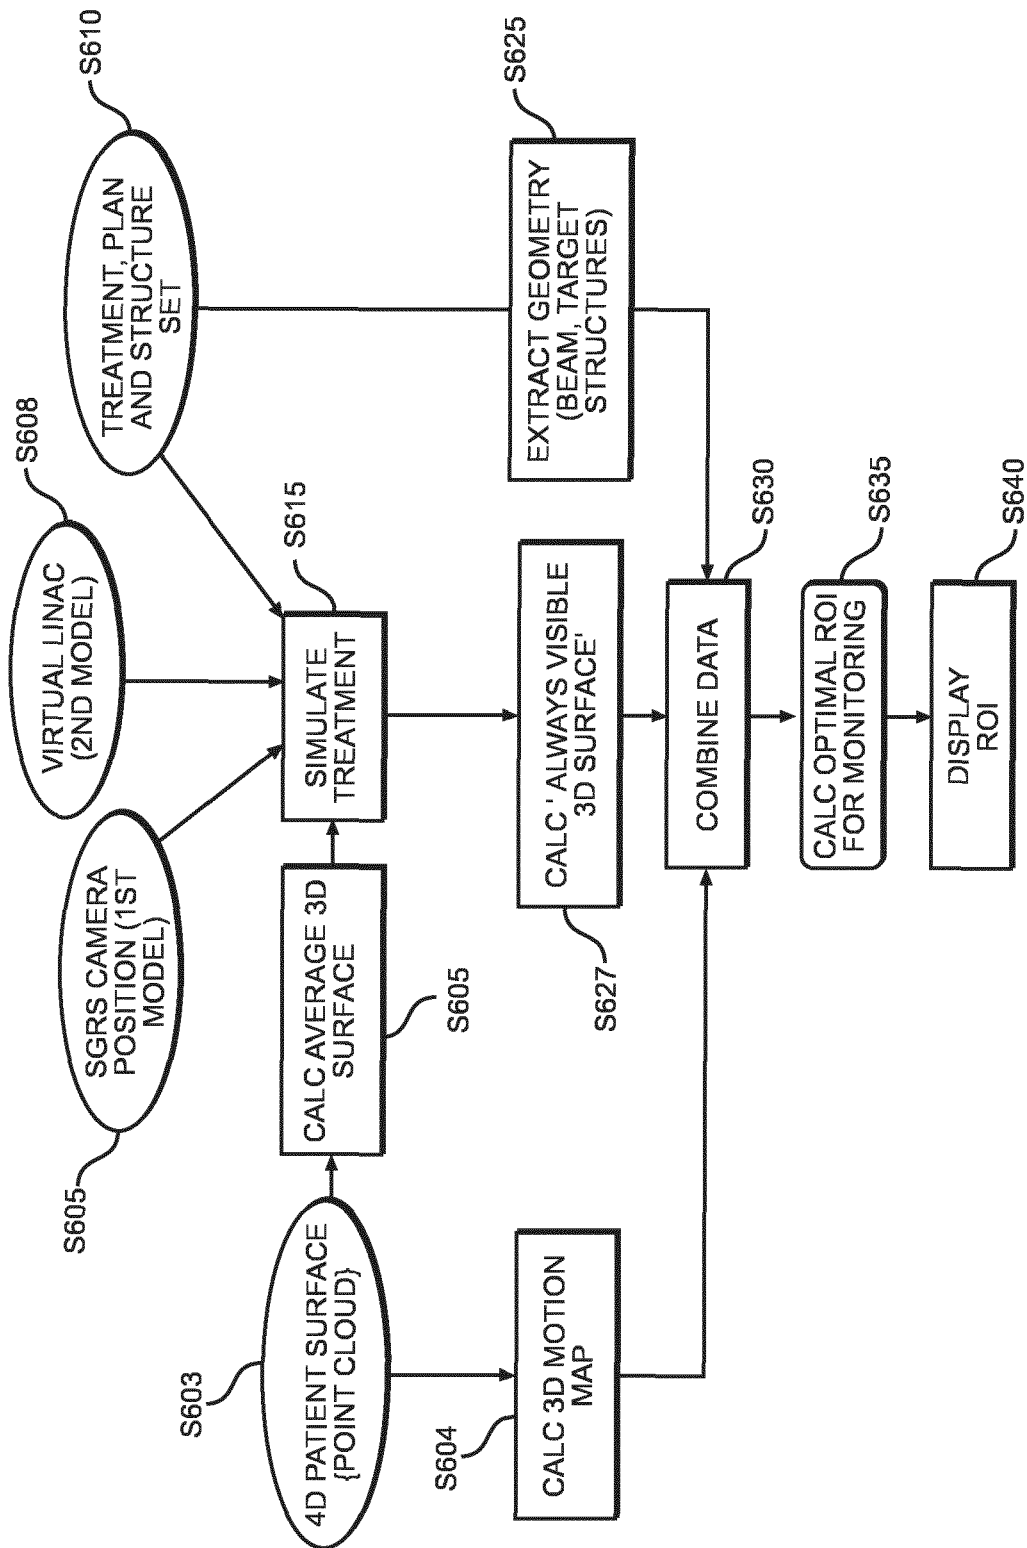 S610
TREATMENT, PLAN
AND STRUCTURE
SET
S608
VIRTUAL LINAC
(2ND MODEL)
SGRS CAMERA
POSITION (1ST
MODEL)
S605
S625
EXTRACT GEOMETRY
(BEAM, TARGET
STRUCTURES)
S615
SIMULATE
TREATMENT
CALC AVERAGE 3D
SURFACE
S605
S603
4D PATIENT SURFACE
{POINT CLOUD}
CALC ' ALWAYS VISIBLE
3D SURFACE'
S627
S604
CALC 3D MOTION
MAP
S630
COMBINE DATA
S635
CALC OPTIMAL ROI
FOR MONITORING
S640
DISPLAY
ROI